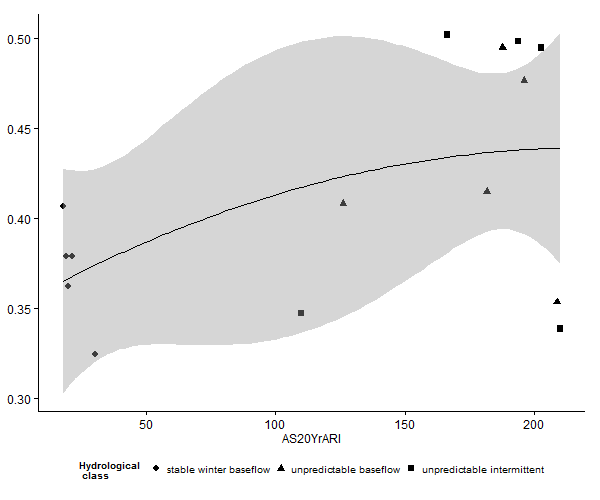 0.50
0.45
0.40
0.35
0.30
50 100 150 200
AS20YrARI
Hydrological
class
stable winter baseflow unpredictable baseflow unpredictable intermittent